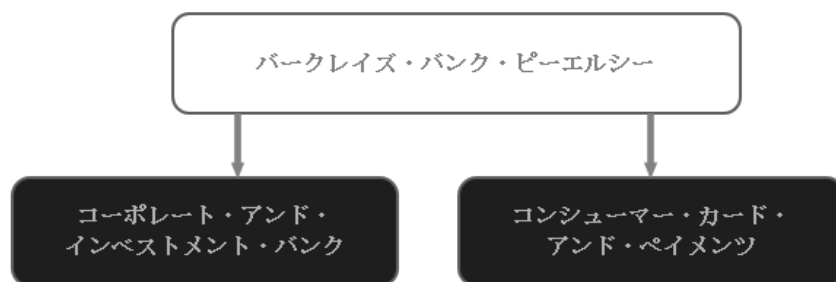 バークレイズ・バンク・ピーエルシー
コーポレート・アンド・
インベストメント・バンク
コンシューマー・カード・
アンド・ペイメンツ